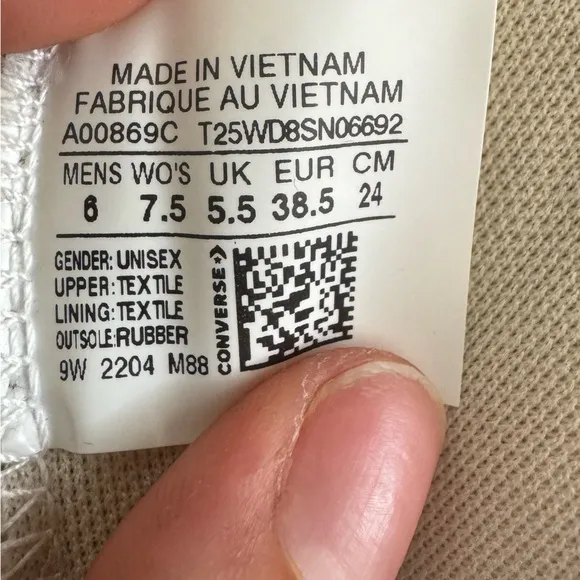 MADE IN VIETNAM
FABRIQUE AU VIETNAM
A00869C T25WD8SN06692
MENS WO'S UK EUR CM
6 7.5 5.5 38.5 24
GENDER: UNISEX
UPPER: TEXTILE
LINING: TEXTILE
OUTSOLE: RUBBER
9W 2204 M88
CONVERSE